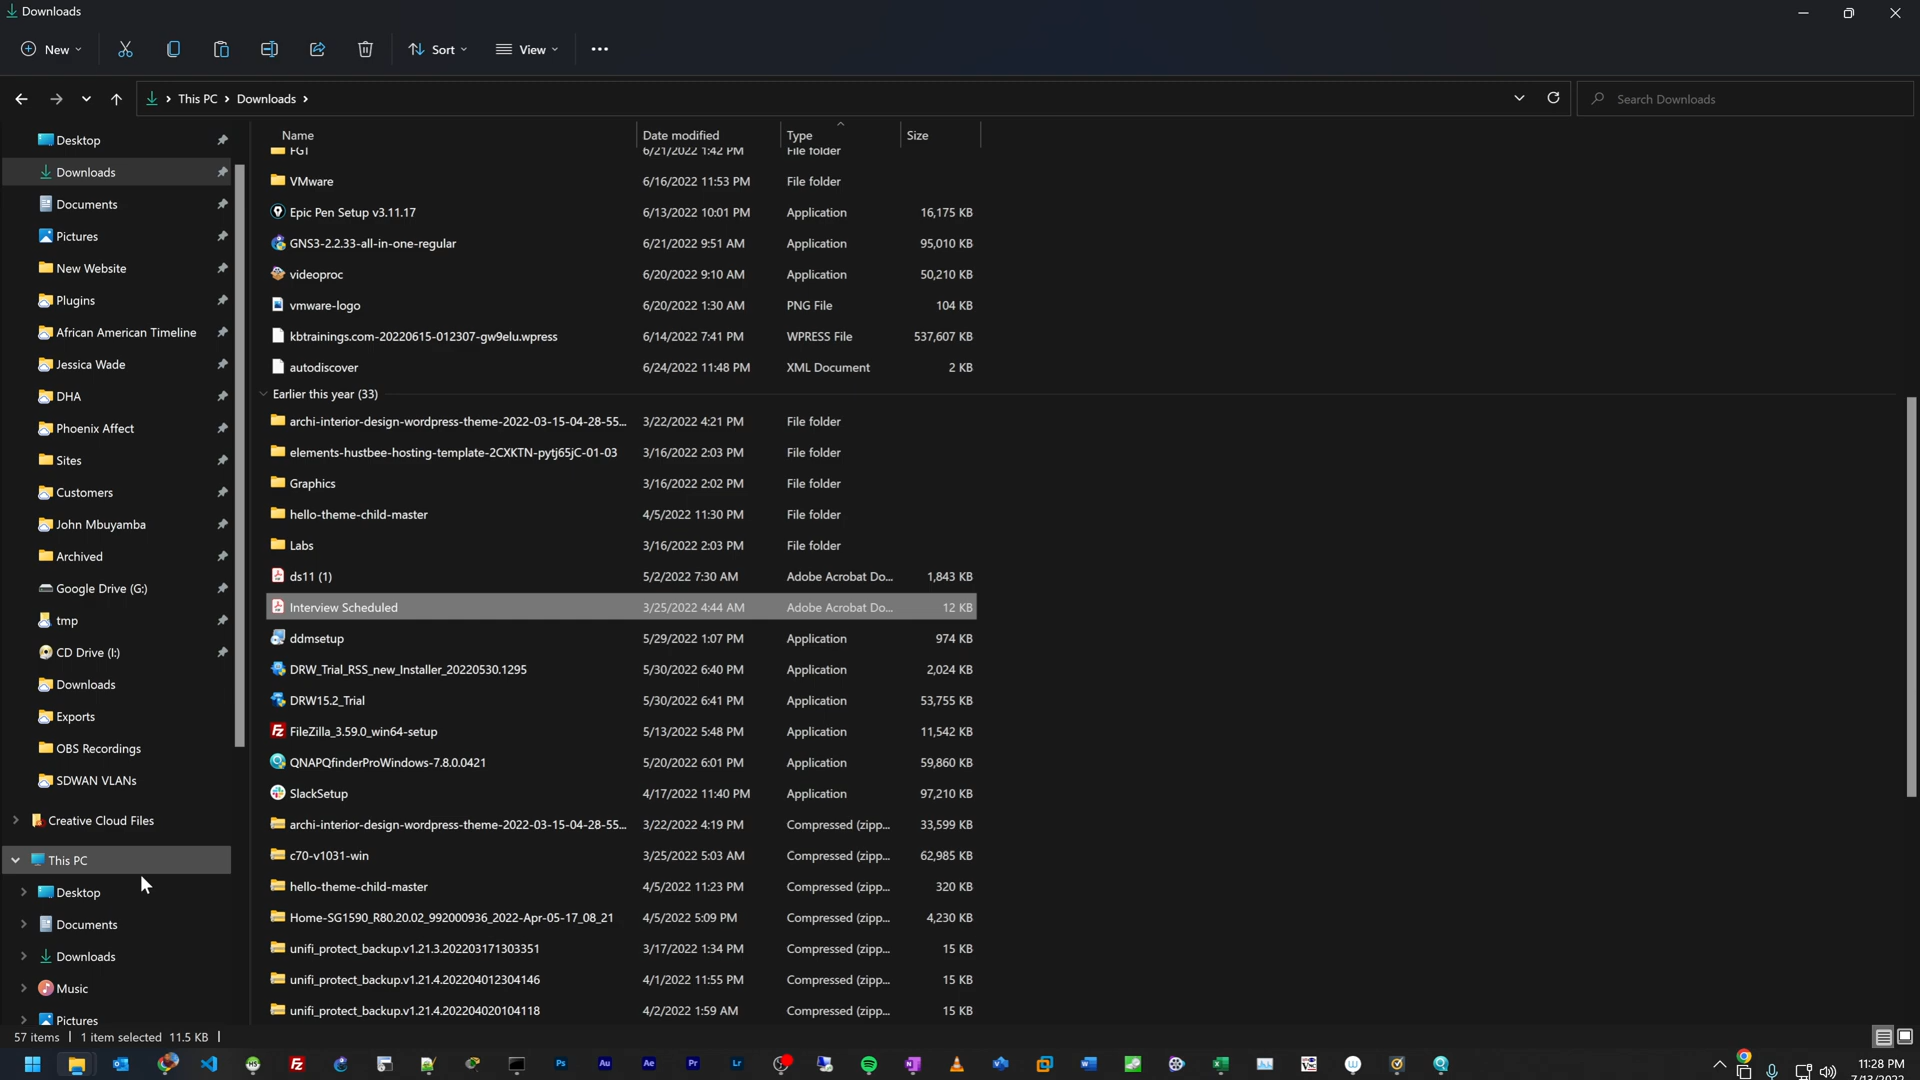 Downloads
New
Sort
View
This PC
Downloads
Search Downloads
Name
Date modified
Type
Size
Desktop
Downloads
Documents
Pictures
New Website
Plugins
African American Timeline
Jessica Wade
DHA
Phoenix Affect
Sites
Customers
John Mbuyamba
Archived
Google Drive (G:)
tmp
CD Drive (I:)
Downloads
Exports
OBS Recordings
SDWAN VLANs
Creative Cloud Files
This PC
Desktop
Documents
Downloads
Music
Pictures
FGT 6/21/2022 1:42 PM File folder
VMware 6/16/2022 11:53 PM File folder
Epic Pen Setup v3.11.17 6/13/2022 10:01 PM Application 16,175 KB
GNS3-2.2.33-all-in-one-regular 6/21/2022 9:51 AM Application 95,010 KB
videoproc 6/20/2022 9:10 AM Application 50,210 KB
vmware-logo 6/20/2022 1:30 AM PNG File 104 KB
kbtrainings.com-20220615-012307-gw9elu.wpress 6/14/2022 7:41 PM WPRESS File 537,607 KB
autodiscover 6/24/2022 11:48 PM XML Document 2 KB
Earlier this year (33)
archi-interior-design-wordpress-theme-2022-03-15-04-28-55... 3/22/2022 4:21 PM File folder
elements-hustbee-hosting-template-2CXKTN-pytj65jC-01-03 3/16/2022 2:03 PM File folder
Graphics 3/16/2022 2:02 PM File folder
hello-theme-child-master 4/5/2022 11:30 PM File folder
Labs 3/16/2022 2:03 PM File folder
ds11 (1) 5/2/2022 7:30 AM Adobe Acrobat Do... 1,843 KB
Interview Scheduled 3/25/2022 4:44 AM Adobe Acrobat Do... 12 KB
ddmsetup 5/29/2022 1:07 PM Application 974 KB
DRW_Trial_RSS_new_Installer_20220530.1295 5/30/2022 6:40 PM Application 2,024 KB
DRW15.2_Trial 5/30/2022 6:41 PM Application 53,755 KB
FileZilla_3.59.0_win64-setup 5/13/2022 5:48 PM Application 11,542 KB
QNAPQfinderProWindows-7.8.0.0421 5/20/2022 6:01 PM Application 59,860 KB
SlackSetup 4/17/2022 11:40 PM Application 97,210 KB
archi-interior-design-wordpress-theme-2022-03-15-04-28-55... 3/22/2022 4:19 PM Compressed (zipp... 33,599 KB
c70-v1031-win 3/25/2022 5:03 AM Compressed (zipp... 62,985 KB
hello-theme-child-master 4/5/2022 11:23 PM Compressed (zipp... 320 KB
Home-SG1590_R80.20.02_992000936_2022-Apr-05-17_08_21 4/5/2022 5:09 PM Compressed (zipp... 4,230 KB
unifi_protect_backup.v1.21.3.202203171303351 3/17/2022 1:34 PM Compressed (zipp... 15 KB
unifi_protect_backup.v1.21.4.202204012304146 4/1/2022 11:55 PM Compressed (zipp... 15 KB
unifi_protect_backup.v1.21.4.202204020104118 4/2/2022 1:59 AM Compressed (zipp... 15 KB
57 items
1 item selected 11.5 KB
Fz
Ps
Au
Ae
Pr
Lr
11:28 PM
7/13/2022